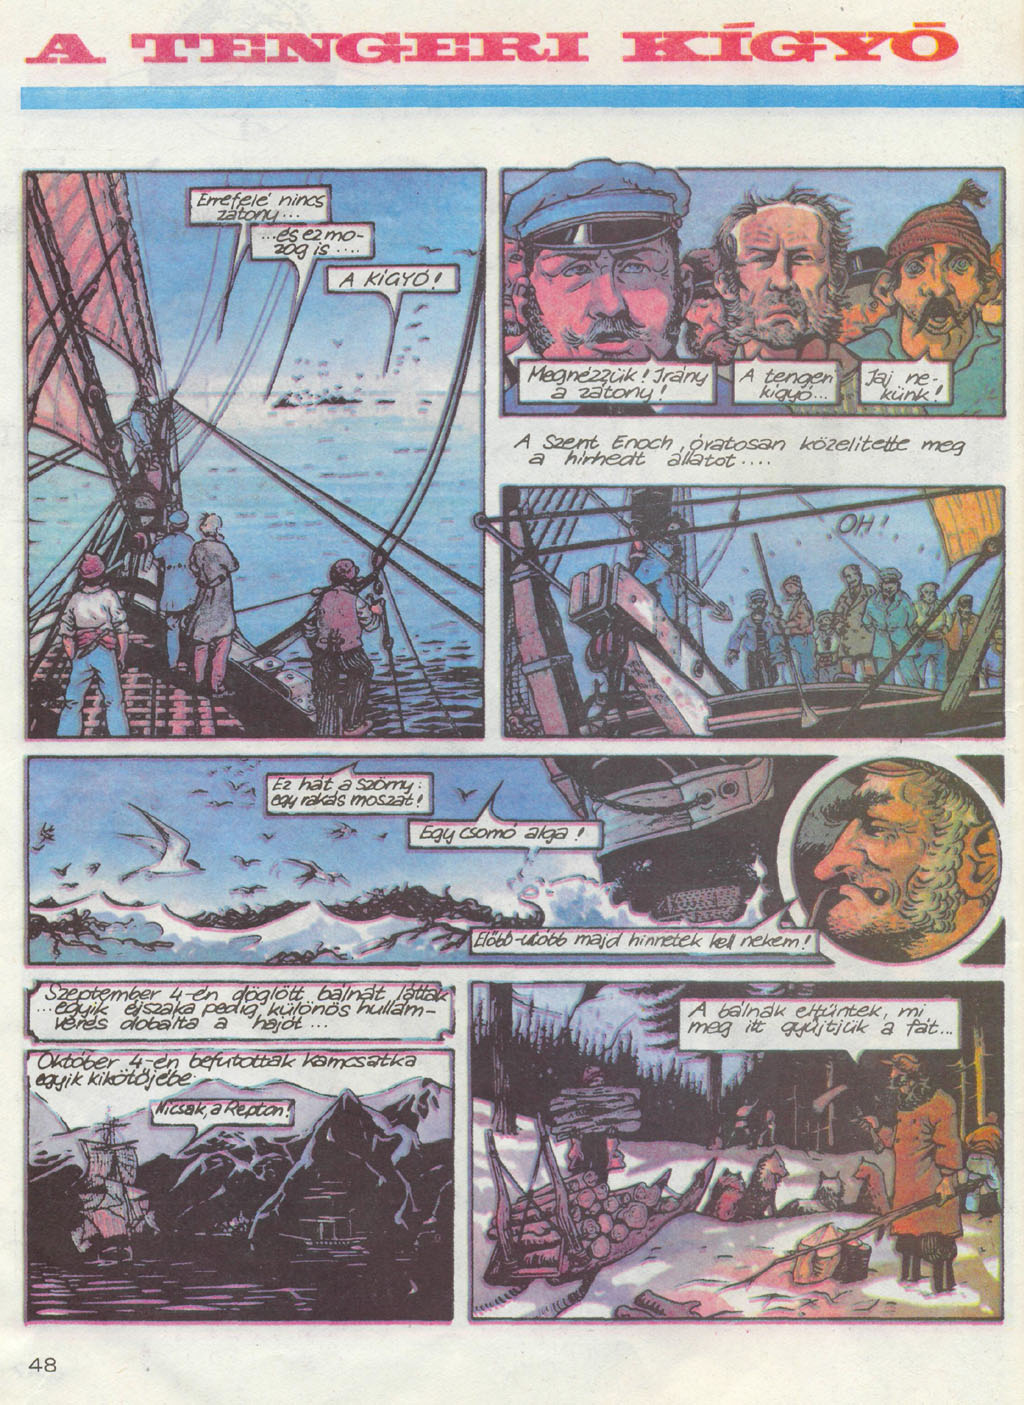 A TENGERI KÍGYÓ
Errefelé nincs
zátony...
...és ez mo-
zog is ....
A KÍGYÓ!
Megnézzük! Irány
a zátony!
A tengeri
kígyó...
Jaj ne-
künk!
A Szent Enoch óvatosan közelítette meg
a hírhedt állatot ....
OH!
Ez hát a szörny:
egy rakás moszat!
Egy csomó alga!
Előbb-utóbb majd hinnetek kell nekem!
Szeptember 4-én döglött bálnát láttak
...egyik éjszaka pedig, különös hullám-
verés dobálta a hajót ...
Október 4-én befutottak Kamcsatka
egyik kikötőjébe.
Nicsak, a Repton!
A bálnák eltűntek, mi
meg itt gyűjtjük a fát...
48